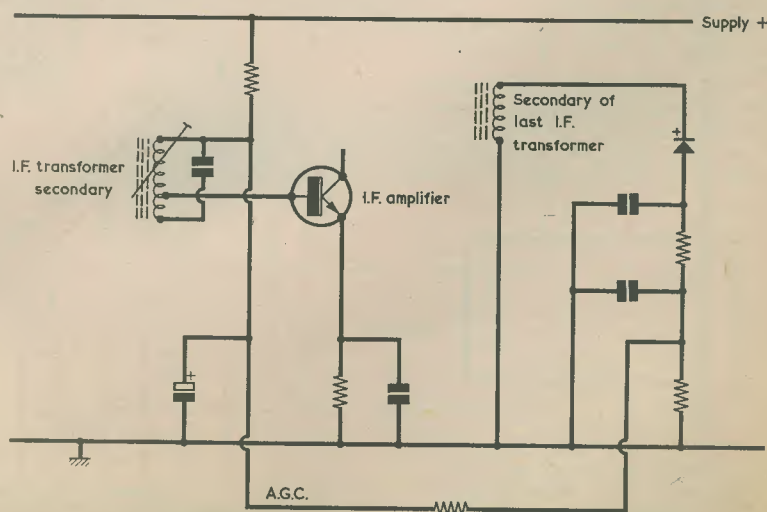 Supply +
I.F. transformer
secondary
I.F. amplifier
Secondary of
last I.F.
transformer
+
+
A.G.C.